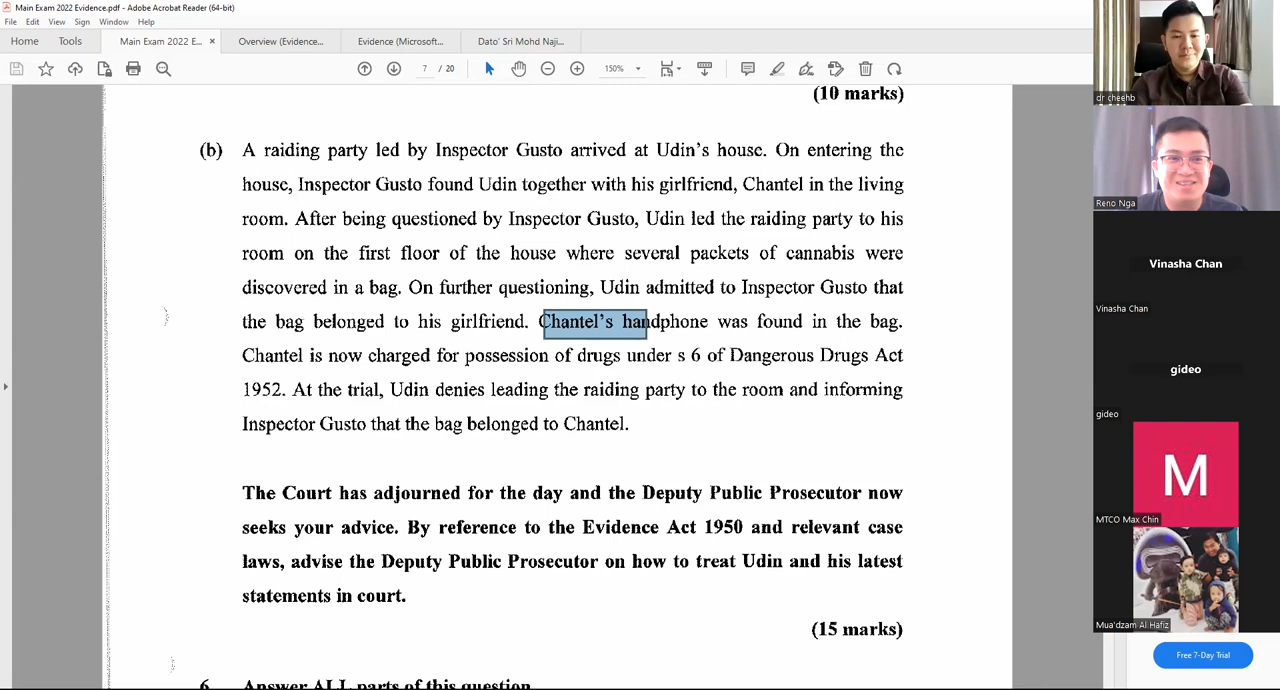 Main Exam 2022 Evidence.pdf - Adobe Acrobat Reader (64-bit)
File Edit View Sign Window Help
Home Tools Main Exam 2022 E... × Overview (Evidence... Evidence (Microsoft... Dato' Sri Mohd Naji...
7 / 20 150%
(10 marks)
(b) A raiding party led by Inspector Gusto arrived at Udin's house. On entering the
house, Inspector Gusto found Udin together with his girlfriend, Chantel in the living
room. After being questioned by Inspector Gusto, Udin led the raiding party to his
room on the first floor of the house where several packets of cannabis were
discovered in a bag. On further questioning, Udin admitted to Inspector Gusto that
the bag belonged to his girlfriend. Chantel's handphone was found in the bag.
Chantel is now charged for possession of drugs under s 6 of Dangerous Drugs Act
1952. At the trial, Udin denies leading the raiding party to the room and informing
Inspector Gusto that the bag belonged to Chantel.
The Court has adjourned for the day and the Deputy Public Prosecutor now
seeks your advice. By reference to the Evidence Act 1950 and relevant case
laws, advise the Deputy Public Prosecutor on how to treat Udin and his latest
statements in court.
(15 marks)
6 Answer ALL parts of this question
dr cheehb
Reno Nga
Vinasha Chan
Vinasha Chan
gideo
gideo
M
MTCO Max Chin
Mua'dzam Al Hafiz
Free 7-Day Trial